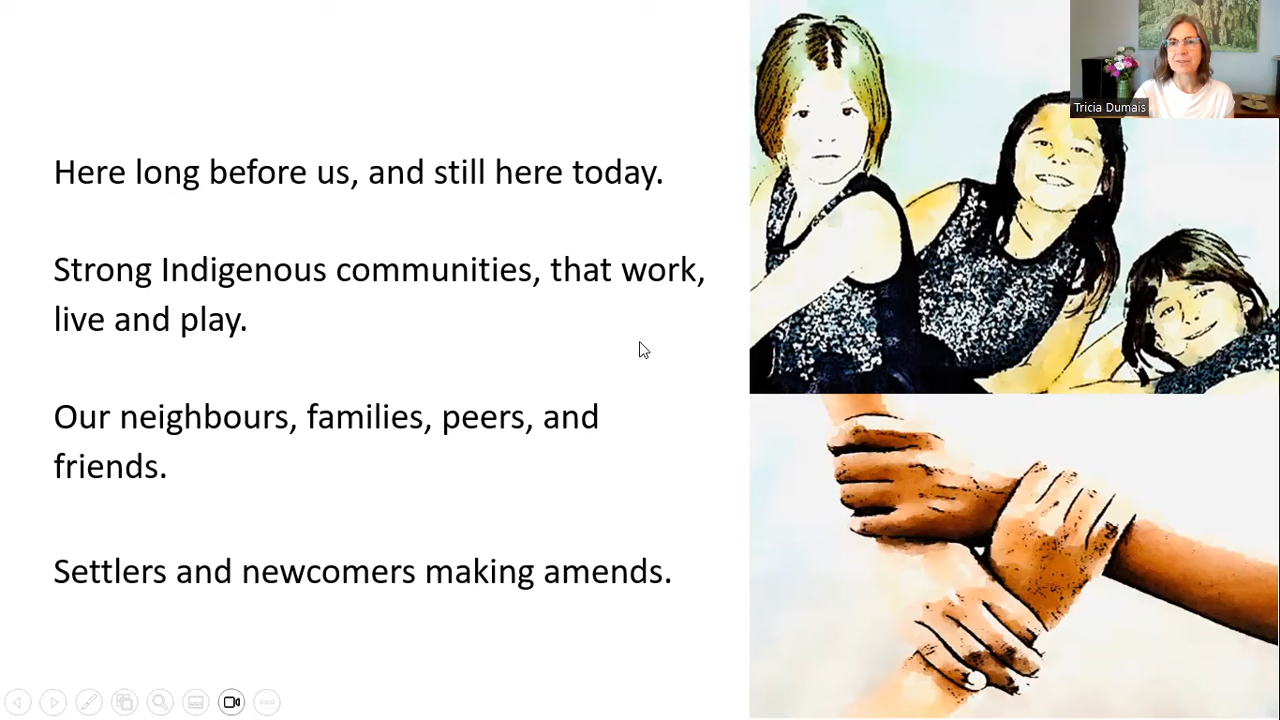 Here long before us, and still here today.
Strong Indigenous communities, that work,
live and play.
Our neighbours, families, peers, and
friends.
Settlers and newcomers making amends.
Tricia Dumais